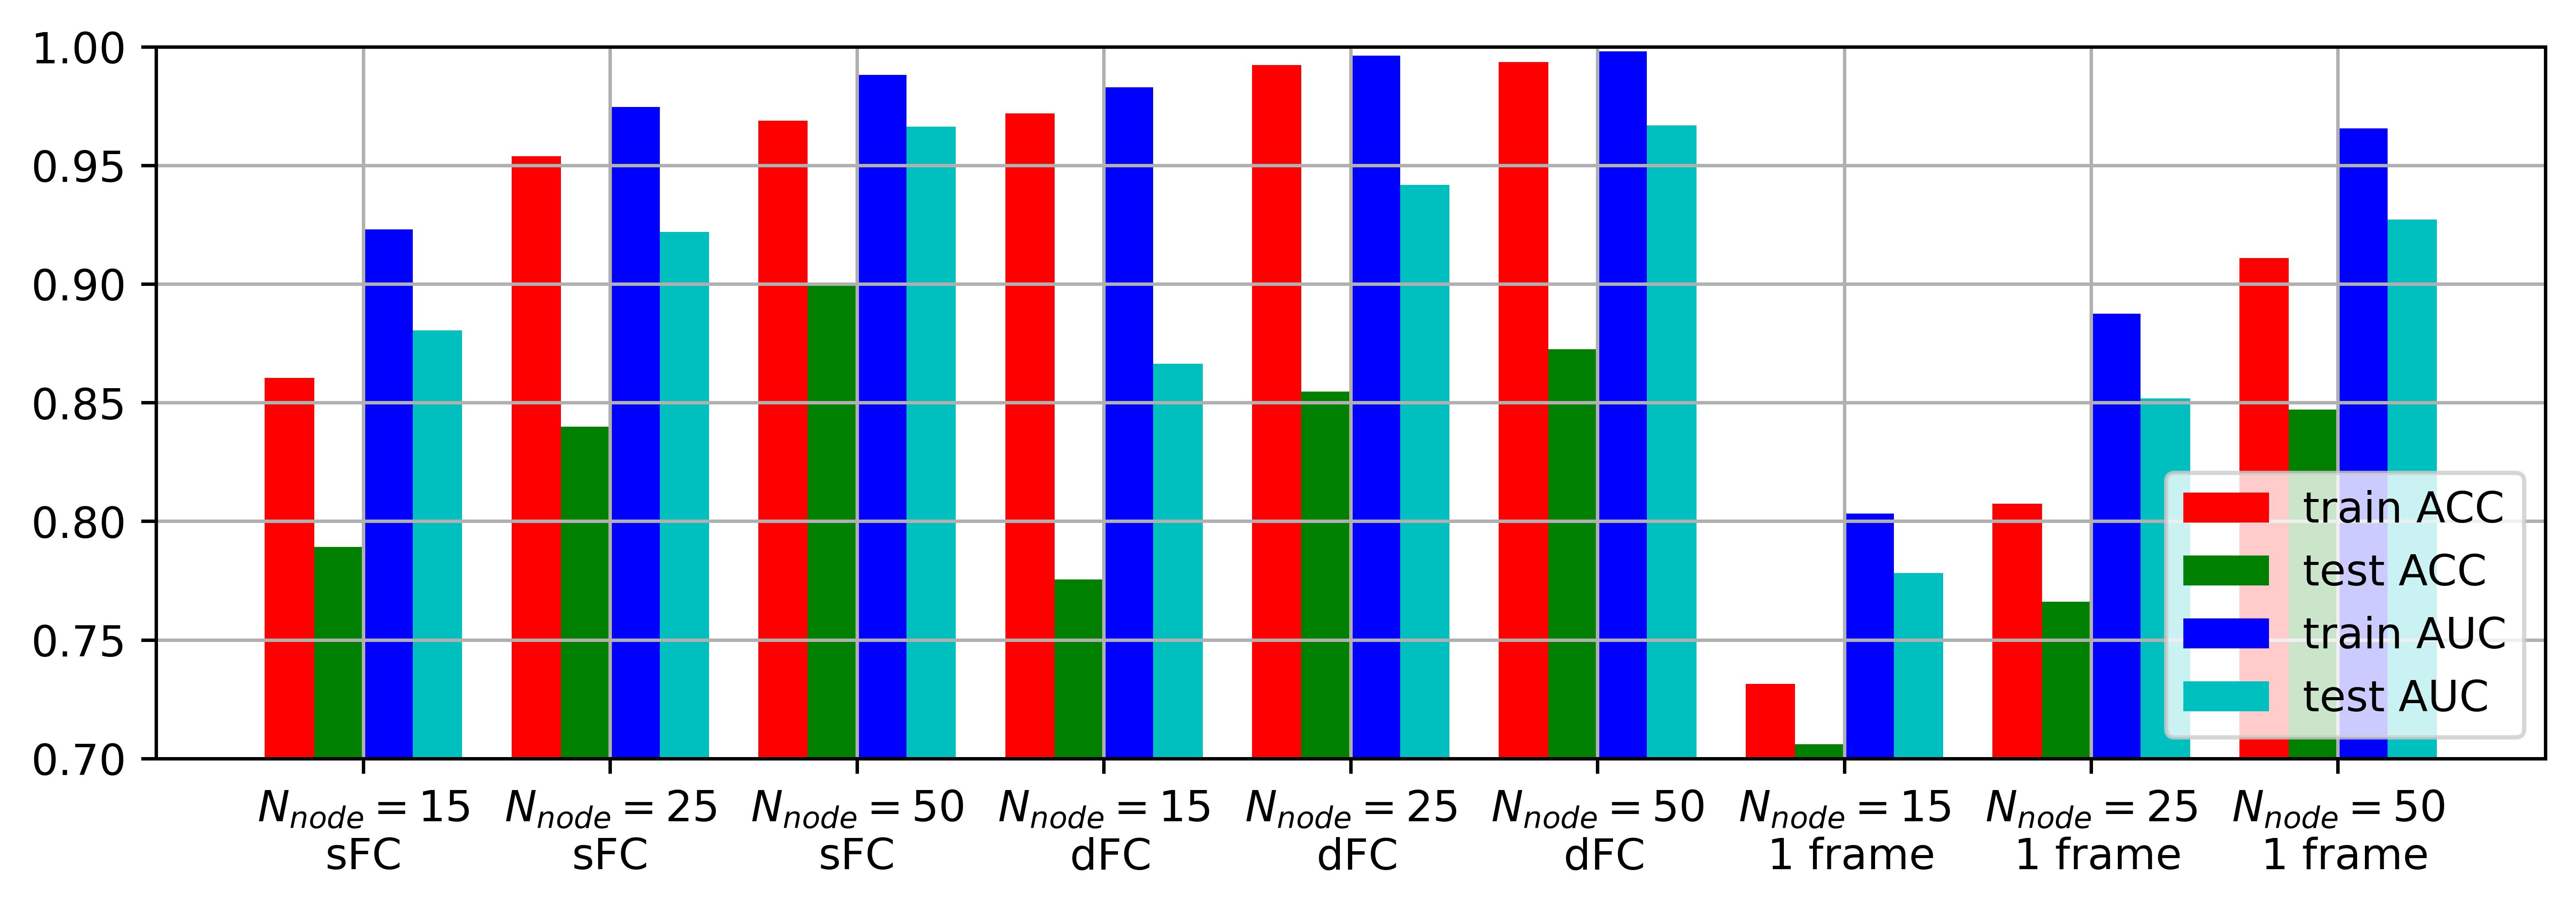 1.00
0.95
0.90
0.85
0.80
0.75
0.70
train ACC
test ACC
train AUC
test AUC
N_node = 15 N_node = 25 N_node = 50 N_node = 15 N_node = 25 N_node = 50 N_node = 15 N_node = 25 N_node = 50
sFC sFC sFC dFC dFC dFC 1 frame 1 frame 1 frame